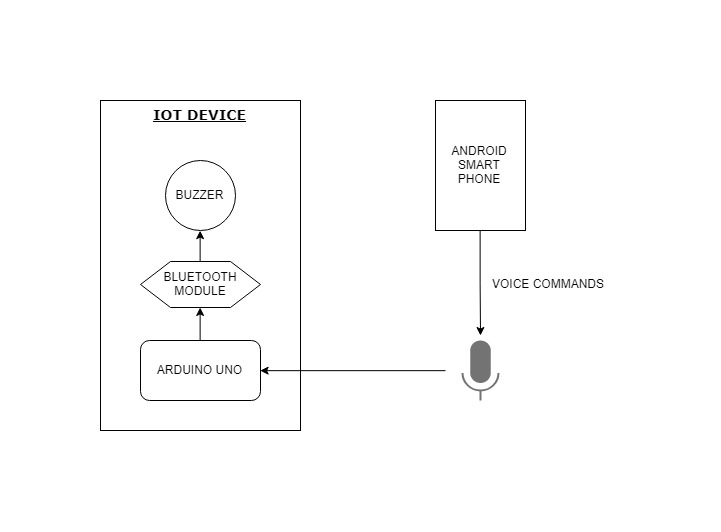 IOT DEVICE
BUZZER
BLUETOOTH
MODULE
ARDUINO UNO
ANDROID
SMART
PHONE
VOICE COMMANDS